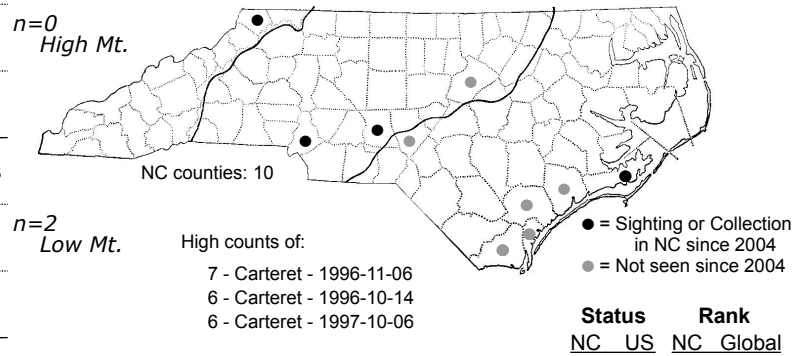 n=0
High Mt.
NC counties: 10
n=2
Low Mt.
High counts of:
7 - Carteret - 1996-11-06
6 - Carteret - 1996-10-14
6 - Carteret - 1997-10-06
= Sighting or Collection
in NC since 2004
= Not seen since 2004
Status Rank
NC US NC Global